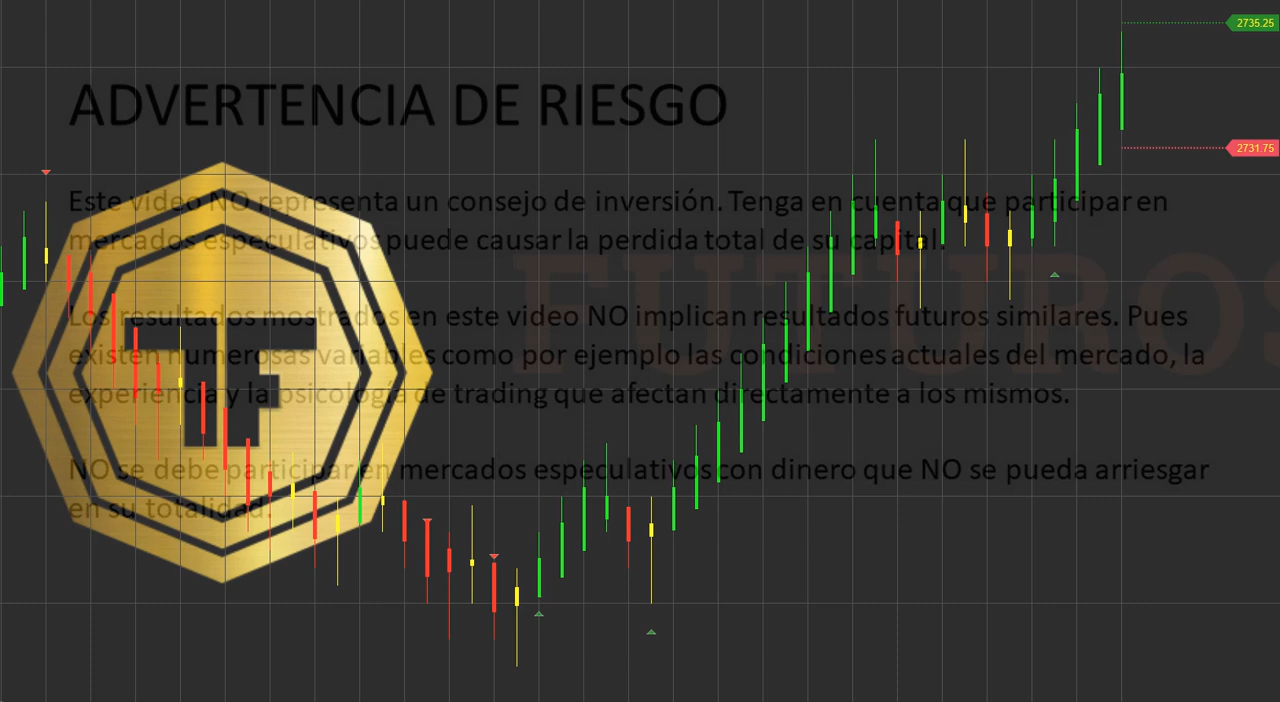 2735.25
ADVERTENCIA DE RIESGO
2731.75
Este video NO representa un consejo de inversión. Tenga en cuenta que participar en
mercados especulativos puede causar la perdida total de su capital.
FUTUROS
Los resultados mostrados en este video NO implican resultados futuros similares. Pues
existen numerosas variables como por ejemplo las condiciones actuales del mercado, la
experiencia y la psicología de trading que afectan directamente a los mismos.
TF
NO se debe participar en mercados especulativos con dinero que NO se pueda arriesgar
en su totalidad.